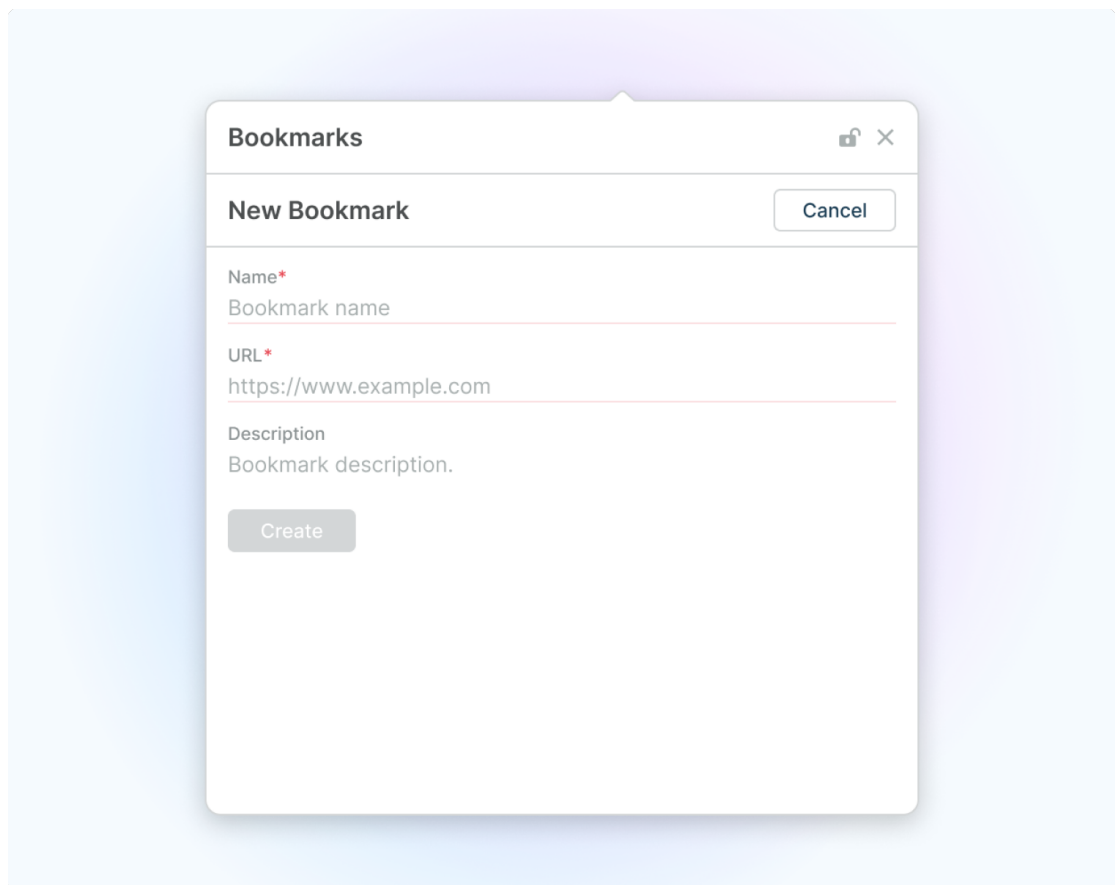 Bookmarks
New Bookmark
Cancel
Name*
Bookmark name
URL*
https://www.example.com
Description
Bookmark description.
Create